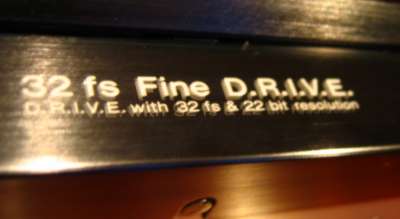 32 fs Fine D.R.I.V.E.
D.R.I.V.E. with 32 fs & 22 bit resolution